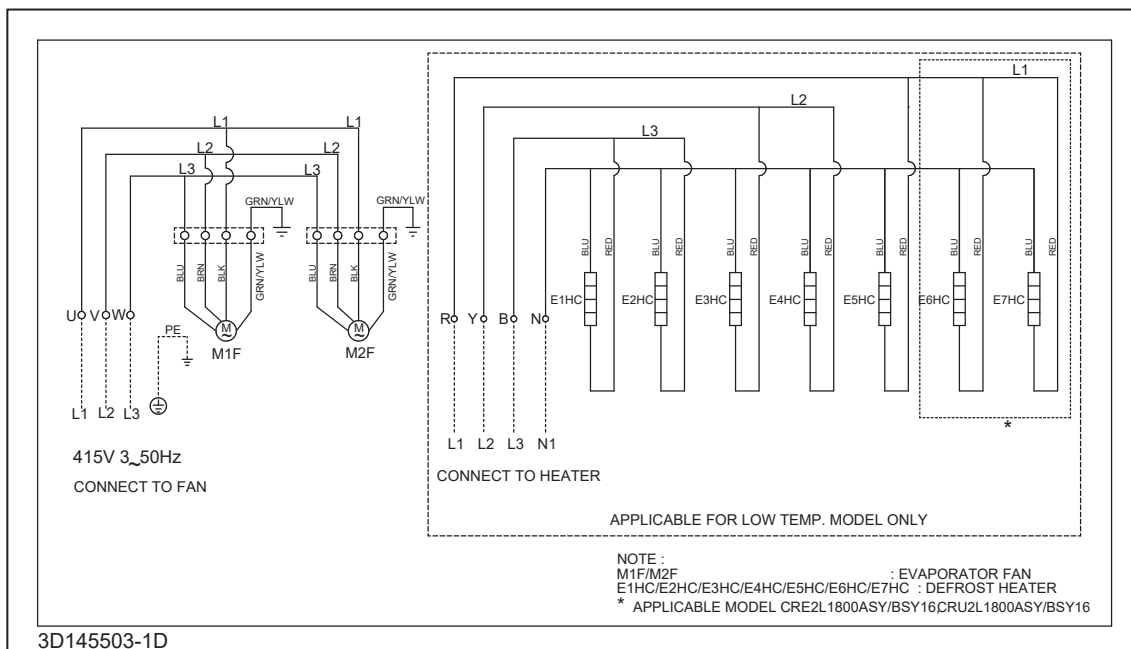 L1
L1
L1
L2
L2
L2
L3
L3
L3
GRN/YLW
GRN/YLW
BLU
BRN
BLK
GRN/YLW
BLU
BRN
BLK
GRN/YLW
BLU
RED
BLU
RED
BLU
RED
BLU
RED
BLU
RED
BLU
RED
BLU
RED
E1HC
E2HC
E3HC
E4HC
E5HC
E6HC
E7HC
U V W
R Y B N
PE
M
~
M
~
M1F
M2F
L1 L2 L3
L1 L2 L3 N1
*
415V 3~50Hz
CONNECT TO FAN
CONNECT TO HEATER
APPLICABLE FOR LOW TEMP. MODEL ONLY
NOTE :
M1F/M2F : EVAPORATOR FAN
E1HC/E2HC/E3HC/E4HC/E5HC/E6HC/E7HC : DEFROST HEATER
* APPLICABLE MODEL CRE2L1800ASY/BSY16,CRU2L1800ASY/BSY16
3D145503-1D